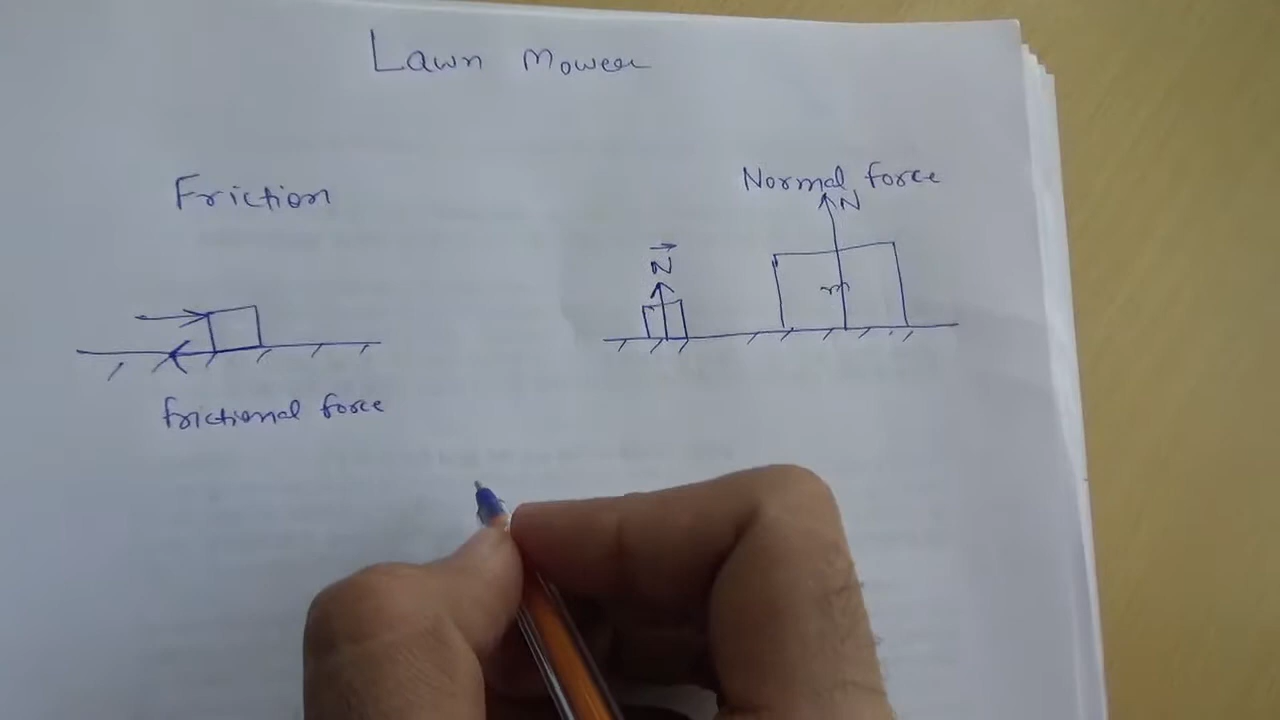 Lawn Mower
Friction
Normal force
N
N
m
frictional force